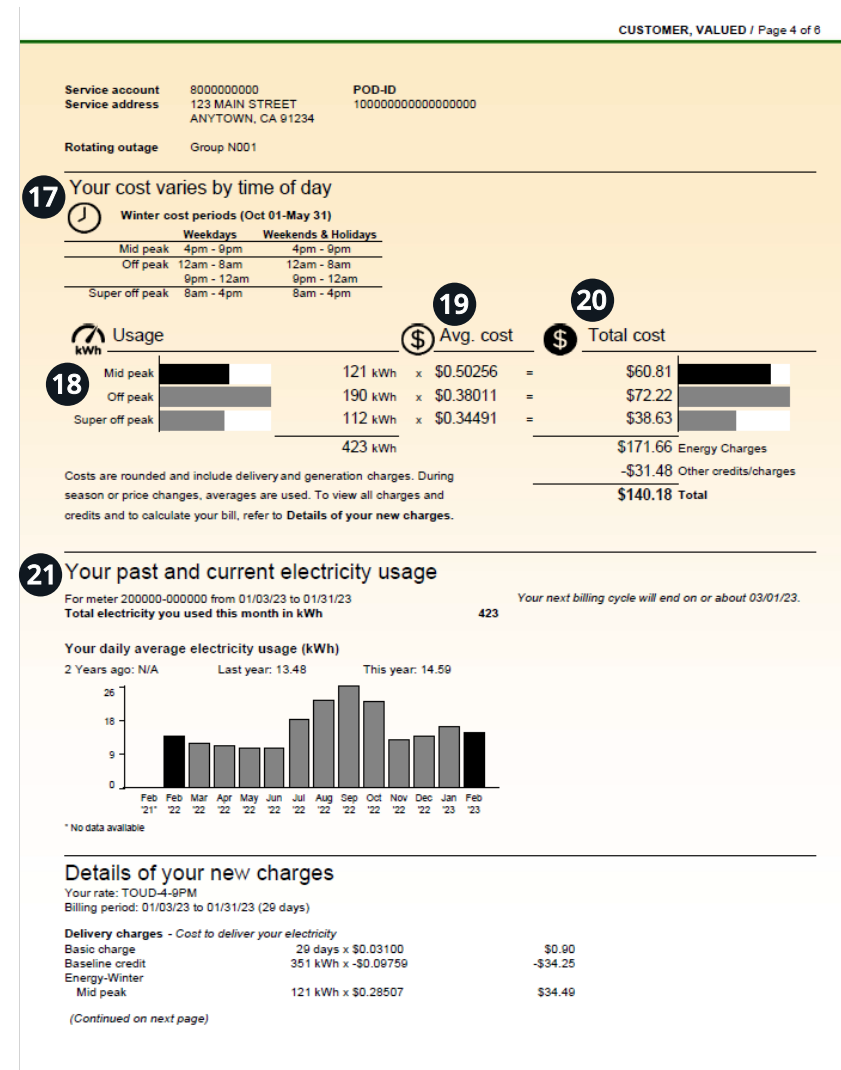 CUSTOMER, VALUED / Page 4 of 6
Service account 8000000000 POD-ID
Service address 123 MAIN STREET 100000000000000000
ANYTOWN, CA 91234
Rotating outage Group N001
17 Your cost varies by time of day
Winter cost periods (Oct 01-May 31)
Weekdays Weekends & Holidays
Mid peak 4pm - 9pm 4pm - 9pm
Off peak 12am - 8am 12am - 8am
9pm - 12am 9pm - 12am
Super off peak 8am - 4pm 8am - 4pm
19 20
kWh Usage $ Avg. cost $ Total cost
18
Mid peak 121 kWh x $0.50256 = $60.81
Off peak 190 kWh x $0.38011 = $72.22
Super off peak 112 kWh x $0.34491 = $38.63
423 kWh $171.66 Energy Charges
-$31.48 Other credits/charges
$140.18 Total
Costs are rounded and include delivery and generation charges. During
season or price changes, averages are used. To view all charges and
credits and to calculate your bill, refer to Details of your new charges.
21 Your past and current electricity usage
For meter 200000-000000 from 01/03/23 to 01/31/23 Your next billing cycle will end on or about 03/01/23.
Total electricity you used this month in kWh 423
Your daily average electricity usage (kWh)
2 Years ago: N/A Last year: 13.48 This year: 14.59
26
18
9
0
Feb Feb Mar Apr May Jun Jul Aug Sep Oct Nov Dec Jan Feb
'21* '22 '22 '22 '22 '22 '22 '22 '22 '22 '22 '22 '23 '23
* No data available
Details of your new charges
Your rate: TOUD-4-9PM
Billing period: 01/03/23 to 01/31/23 (29 days)
Delivery charges - Cost to deliver your electricity
Basic charge 29 days x $0.03100 $0.90
Baseline credit 351 kWh x -$0.09759 -$34.25
Energy-Winter
Mid peak 121 kWh x $0.28507 $34.49
(Continued on next page)